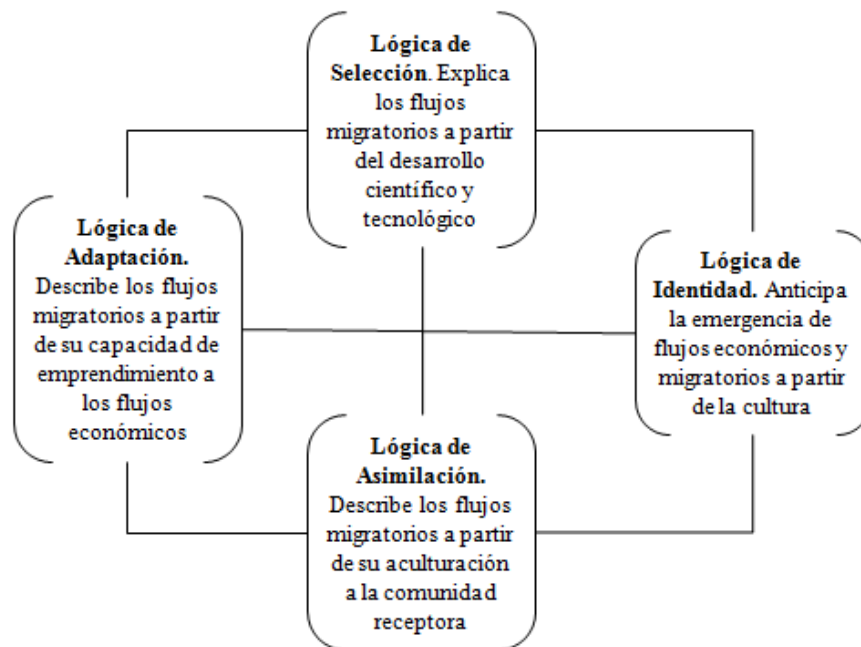 Lógica de
Selección. Explica
los flujos
migratorios a partir
del desarrollo
científico y
tecnológico
Lógica de
Adaptación.
Describe los flujos
migratorios a partir
de su capacidad de
emprendimiento a
los flujos
económicos
Lógica de
Identidad. Anticipa
la emergencia de
flujos económicos y
migratorios a partir
de la cultura
Lógica de
Asimilación.
Describe los flujos
migratorios a partir
de su aculturación
a la comunidad
receptora